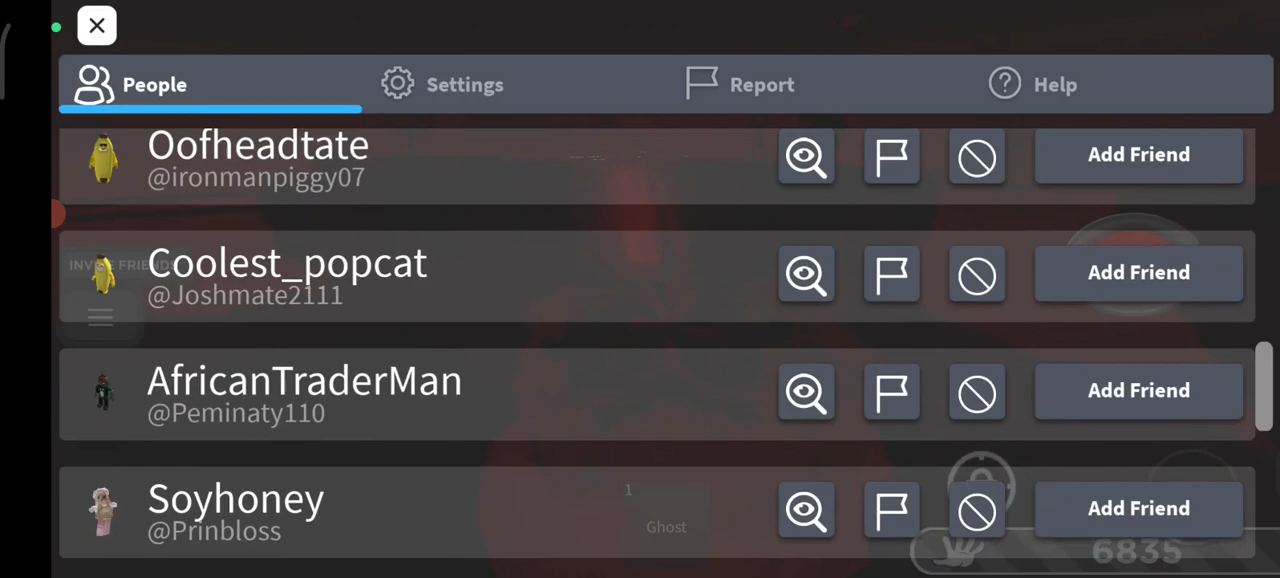 People
Settings
Report
Help
Oofheadtate
@ironmanpiggy07
Add Friend
INVITE FRIENDS
Coolest_popcat
@Joshmate2111
Add Friend
AfricanTraderMan
@Peminaty110
Add Friend
Soyhoney
@Prinbloss
Add Friend
1
Ghost
6835